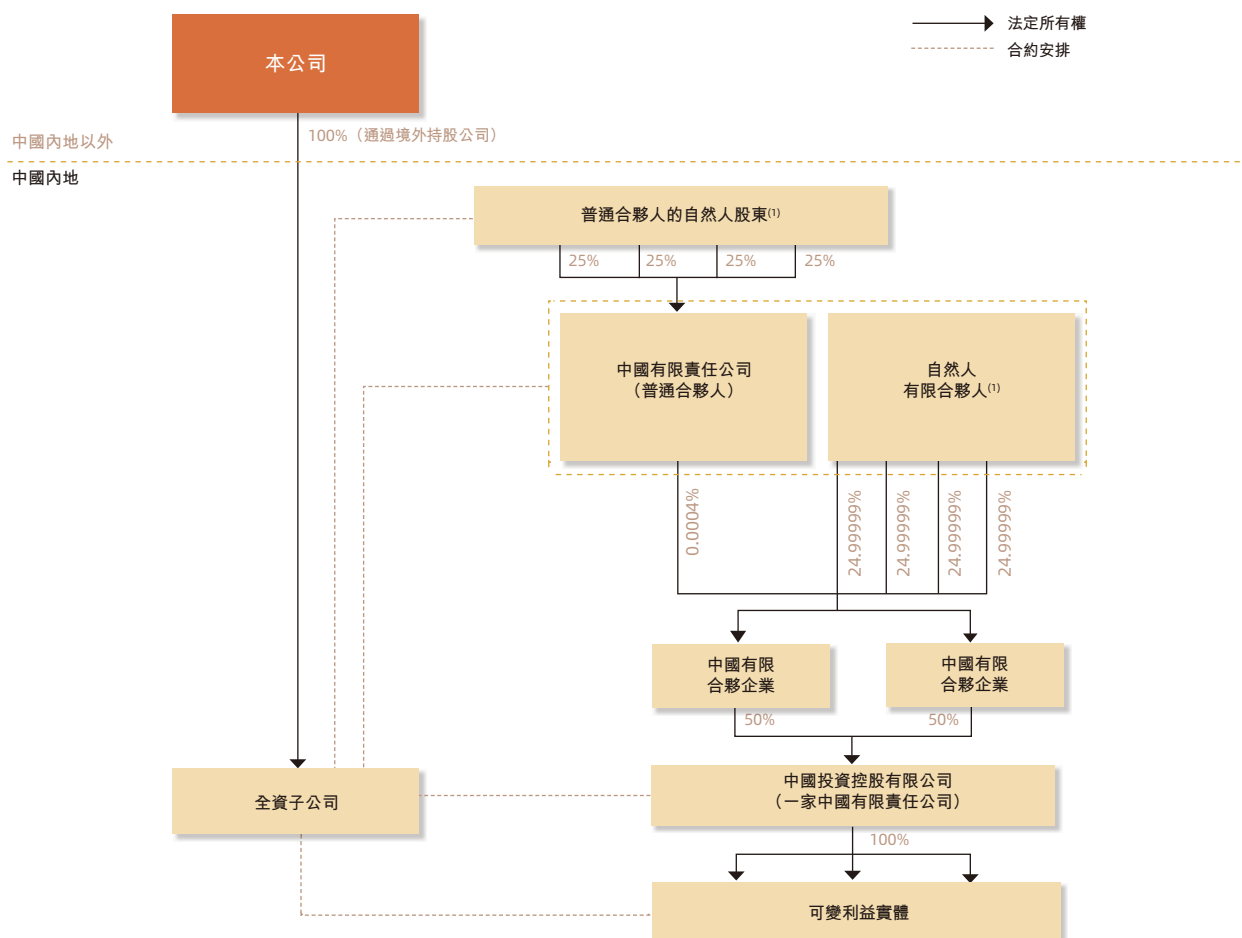 本公司
法定所有權
合約安排
100%（通過境外持股公司）
中國內地以外
中國內地
普通合夥人的自然人股東(1)
25%
25%
25%
25%
中國有限責任公司
（普通合夥人）
自然人
有限合夥人(1)
0.0004%
24.99999%
24.99999%
24.99999%
24.99999%
中國有限
合夥企業
中國有限
合夥企業
50%
50%
全資子公司
中國投資控股有限公司
（一家中國有限責任公司）
100%
可變利益實體